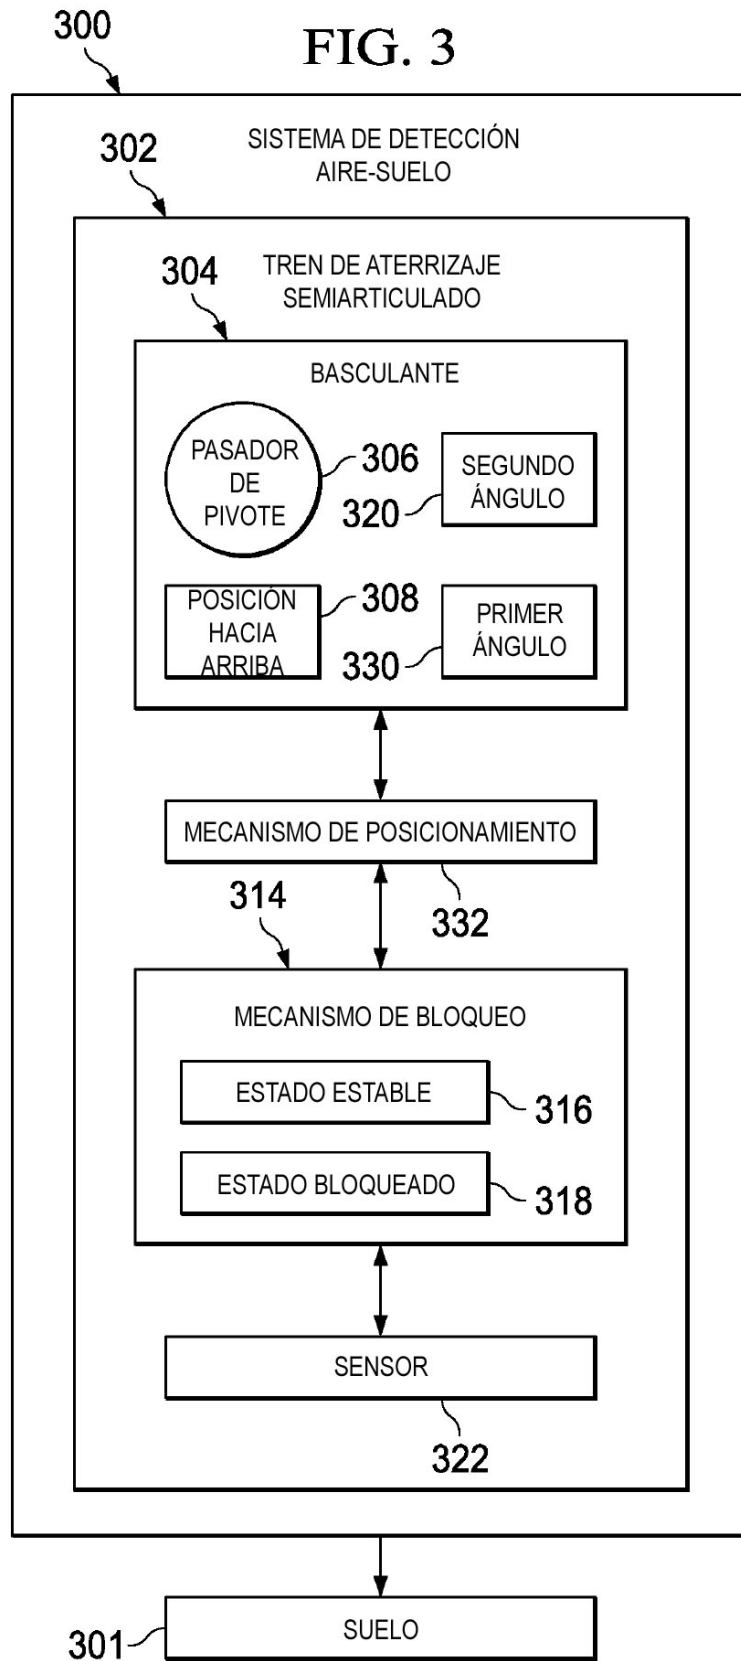 300
FIG. 3
SISTEMA DE DETECCIÓN
AIRE-SUELO
302
TREN DE ATERRIZAJE
SEMIARTICULADO
304
BASCULANTE
PASADOR
DE
PIVOTE
306
320
SEGUNDO
ÁNGULO
POSICIÓN
HACIA
ARRIBA
308
330
PRIMER
ÁNGULO
MECANISMO DE POSICIONAMIENTO
332
314
MECANISMO DE BLOQUEO
ESTADO ESTABLE
316
ESTADO BLOQUEADO
318
SENSOR
322
SUELO
301